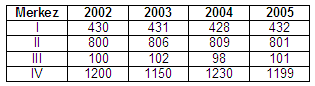 Merkez 2002 2003 2004 2005
I 430 431 428 432
II 800 806 809 801
III 100 102 98 101
IV 1200 1150 1230 1199